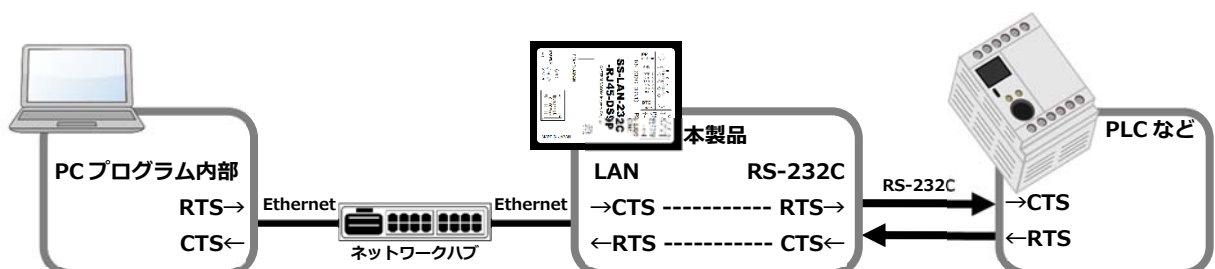 SS-LAN-232C
-RJ45-DS9P
本製品
PLC など
PC プログラム内部
LAN RS-232C
RTS→ Ethernet Ethernet →CTS ----------- RTS→ RS-232C →CTS
CTS← ←RTS ----------- CTS← ←RTS
ネットワークハブ